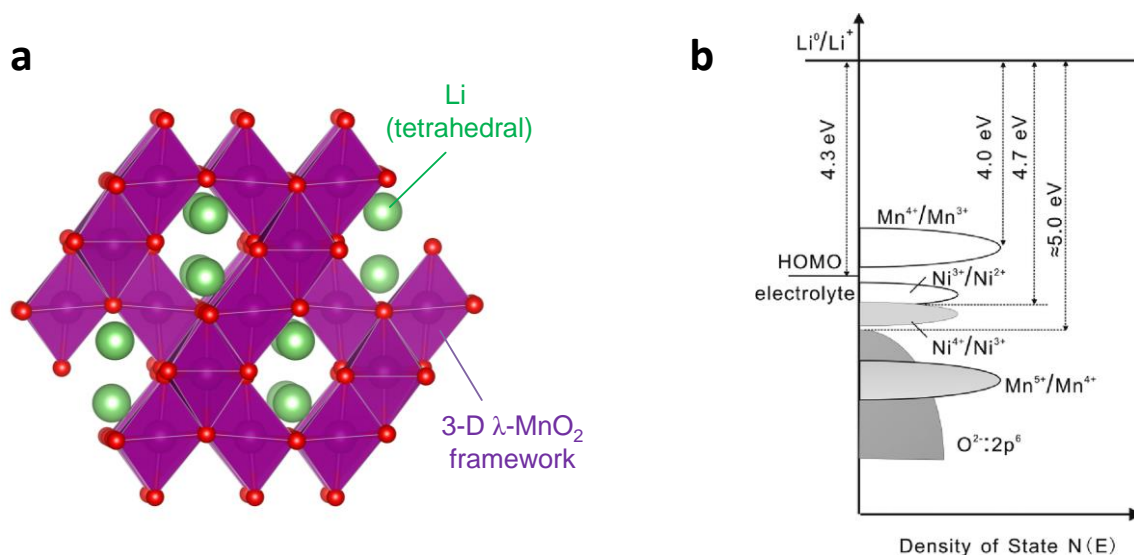 a
Li
(tetrahedral)
3-D λ-MnO₂
framework
b
Li⁰/Li⁺
4.3 eV
4.0 eV
4.7 eV
≈5.0 eV
Mn⁴⁺/Mn³⁺
HOMO
electrolyte
Ni³⁺/Ni²⁺
Ni⁴⁺/Ni³⁺
Mn⁵⁺/Mn⁴⁺
O²⁻:2p⁶
Density of State N(E)